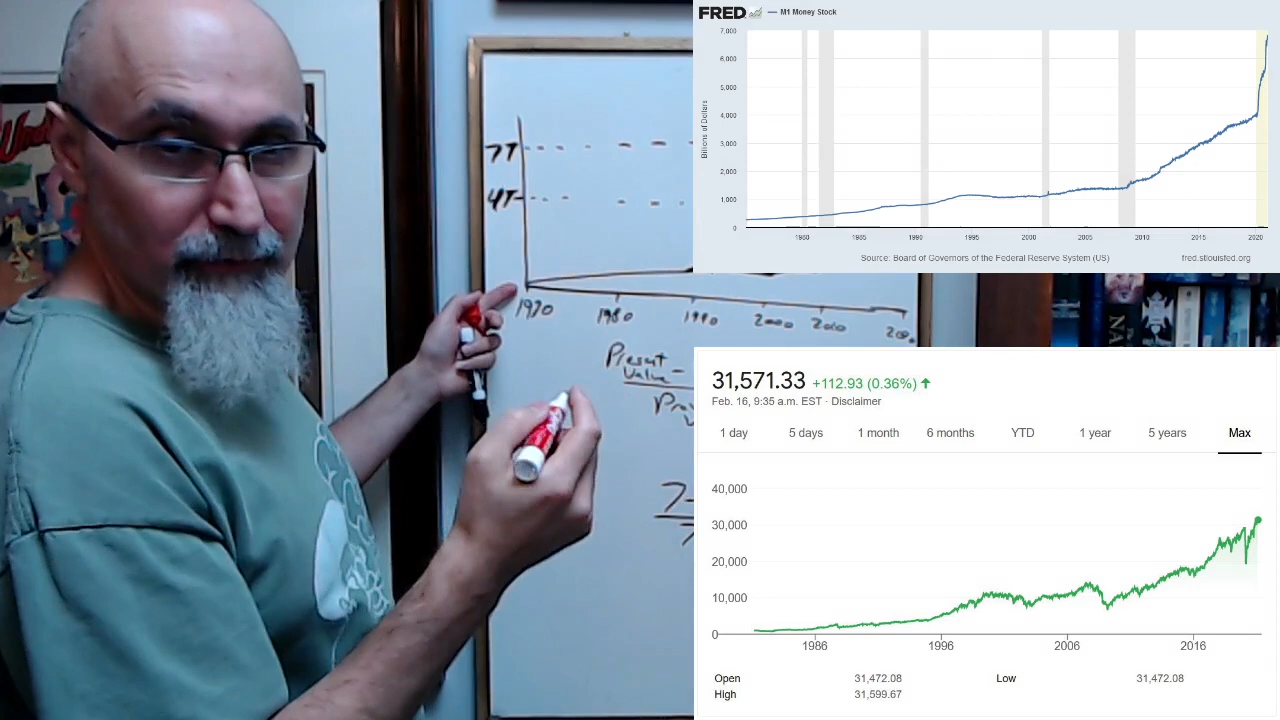 FRED
M1 Money Stock
7,000
6,000
5,000
4,000
3,000
2,000
1,000
0
Billions of Dollars
1980 1985 1990 1995 2000 2005 2010 2015 2020
Source: Board of Governors of the Federal Reserve System (US) fred.stlouisfed.org
7T
4T
1970 1980 1990 2000 2010
Present
Value -
31,571.33 +112.93 (0.36%) ↑
Feb. 16, 9:35 a.m. EST · Disclaimer
1 day 5 days 1 month 6 months YTD 1 year 5 years Max
40,000
30,000
20,000
10,000
0
1986 1996 2006 2016
Open 31,472.08 Low 31,472.08
High 31,599.67